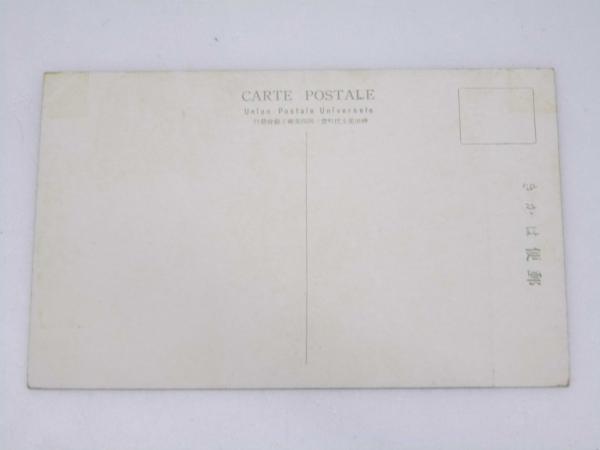 CARTE POSTALE
Union Postale Universelle
きかは便郵